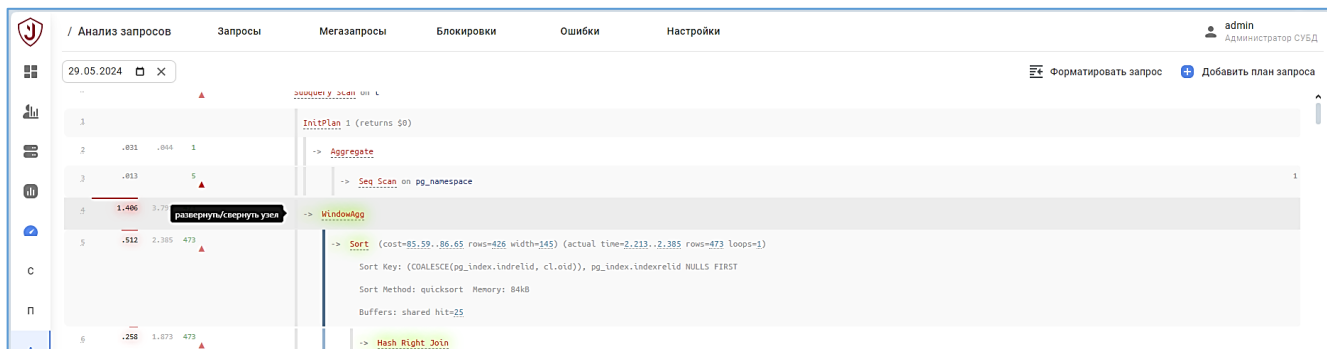 / Анализ запросов Запросы Мегазапросы Блокировки Ошибки Настройки admin
Администратор СУБД
29.05.2024 Форматировать запрос Добавить план запроса
Subquery Scan on t
1 InitPlan 1 (returns $0)
2 .031 .044 1 -> Aggregate
3 .013 5 -> Seq Scan on pg_namespace 1
4 1.406 развернуть/свернуть узел -> WindowAgg
5 .512 2.385 473 -> Sort (cost=85.59..86.65 rows=426 width=145) (actual time=2.213..2.385 rows=473 loops=1)
Sort Key: (COALESCE(pg_index.indrelid, cl.oid)), pg_index.indexrelid NULLS FIRST
Sort Method: quicksort Memory: 84kB
Buffers: shared hit=25
С
П
6 .258 1.873 473 -> Hash Right Join